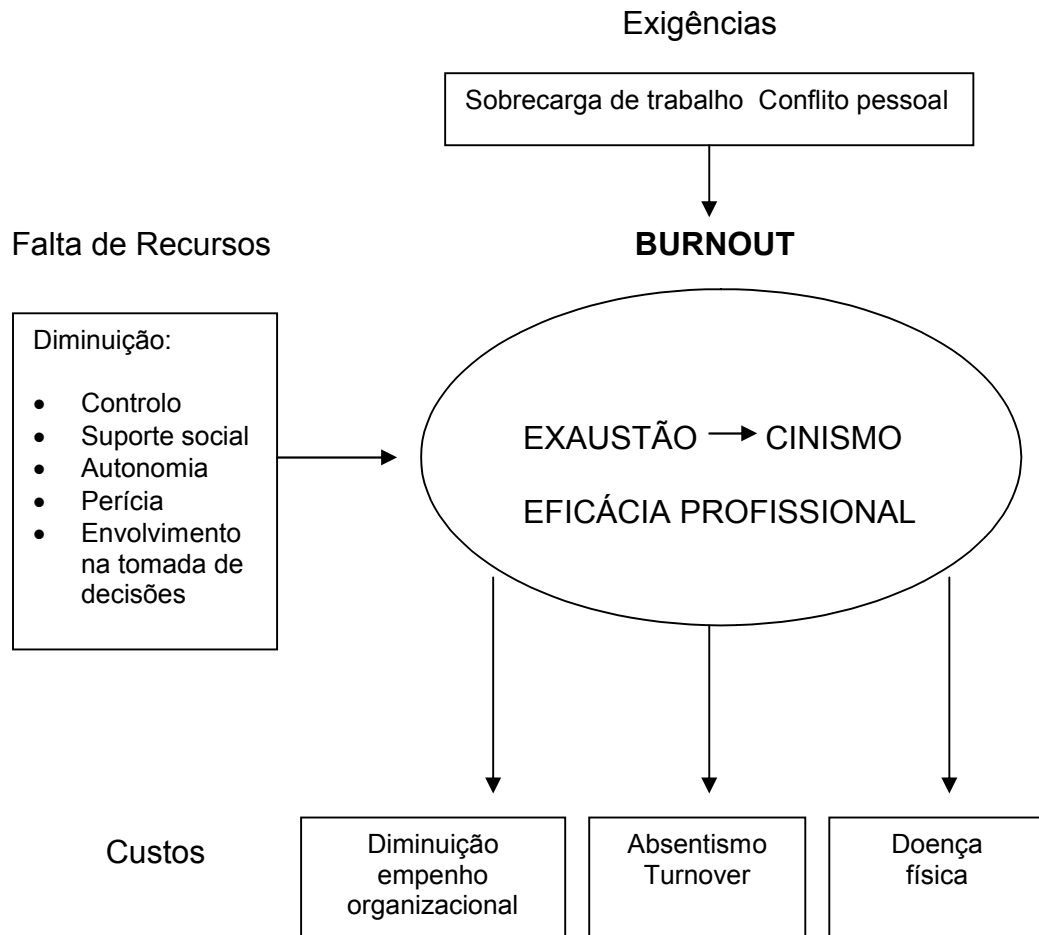 Exigências
Sobrecarga de trabalho  Conflito pessoal
Falta de Recursos
BURNOUT
Diminuição:
• Controlo
• Suporte social
• Autonomia
• Perícia
• Envolvimento
na tomada de
decisões
EXAUSTÃO → CINISMO
EFICÁCIA PROFISSIONAL
Custos
Diminuição
empenho
organizacional
Absentismo
Turnover
Doença
física